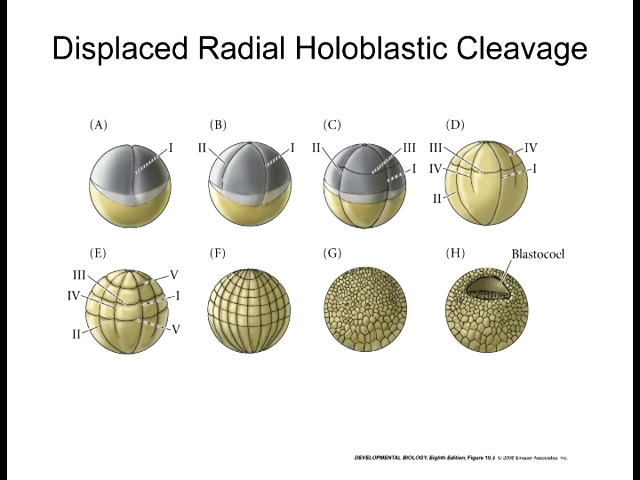 Displaced Radial Holoblastic Cleavage
(A) (B) (C) (D)
I II I II III I III IV IV I II
(E) (F) (G) (H) Blastocoel
III V IV I II V
DEVELOPMENTAL BIOLOGY, Eighth Edition, Figure 10.1 © 2006 Sinauer Associates, Inc.